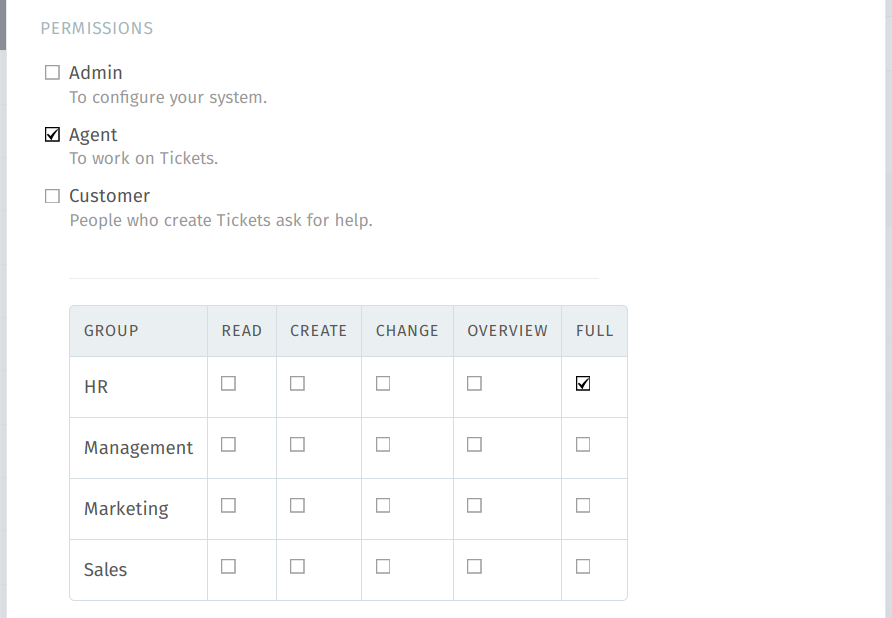 PERMISSIONS
Admin
To configure your system.
Agent
To work on Tickets.
Customer
People who create Tickets ask for help.
GROUP READ CREATE CHANGE OVERVIEW FULL
HR
Management
Marketing
Sales